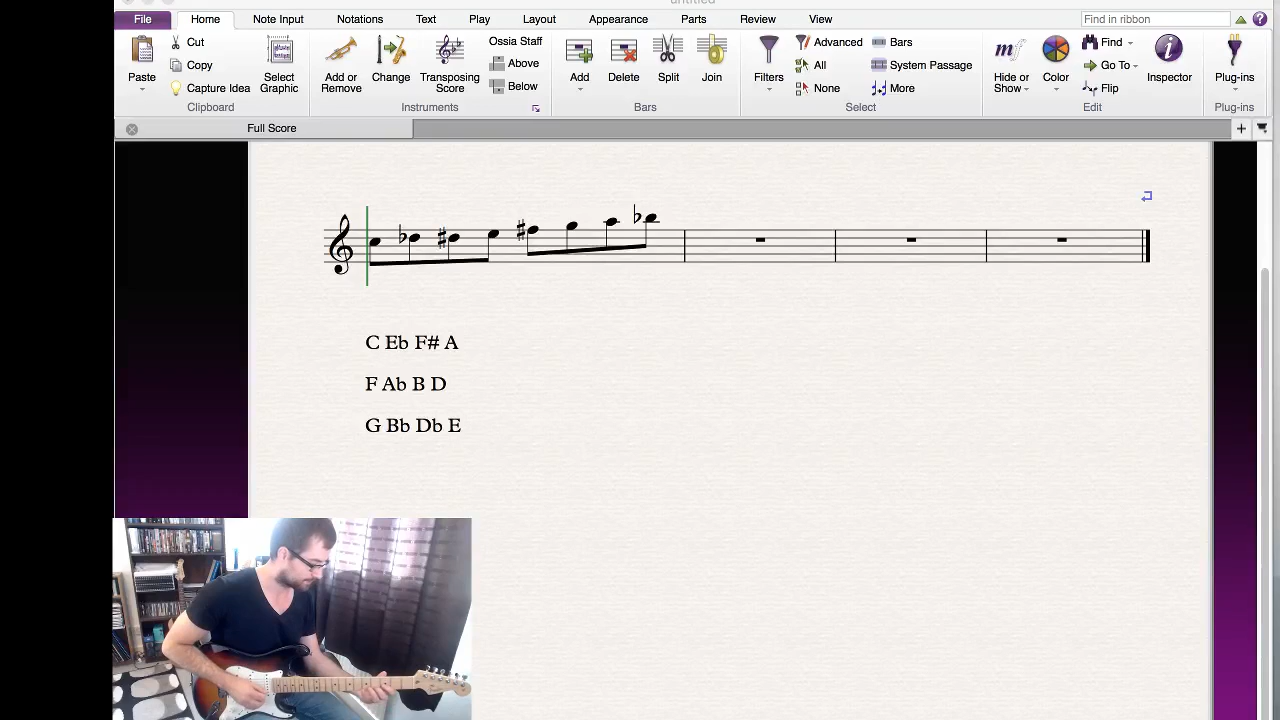 untitled
File Home Note Input Notations Text Play Layout Appearance Parts Review View Find in ribbon
Cut Ossia Staff Advanced Bars Find
Copy Above All System Passage Go To
Capture Idea Below None More Flip
Paste Select Graphic Add or Remove Change Transposing Score Add Delete Split Join Filters Hide or Show Color Inspector Plug-ins
Clipboard Instruments Bars Select Edit Plug-ins
Full Score
C Eb F# A
F Ab B D
G Bb Db E